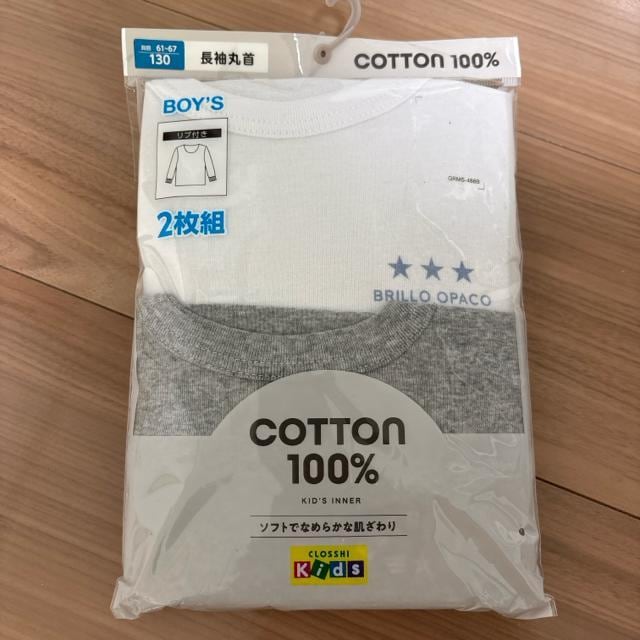 胸囲 61-67
130
長袖丸首
COTTON 100%
BOY'S
リブ付き
2枚組
GRMS-4669
BRILLO OPACO
COTTON
100%
KID'S INNER
ソフトでなめらかな肌ざわり
CLOSSHI
Kids